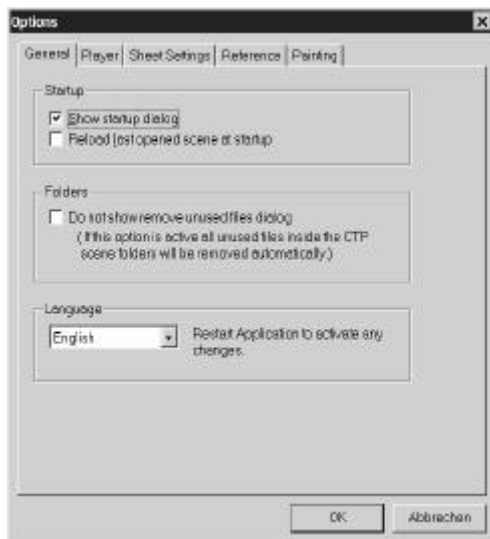 Options
General Player Sheet Settings Reference Painting
Startup
Show startup dialog
Reload last opened scene at startup
Folders
Do not show remove unused files dialog
( If this option is active all unused files inside the CTP
scene folders will be removed automatically.)
Language
English
Restart Application to activate any
changes.
OK Abbrechen